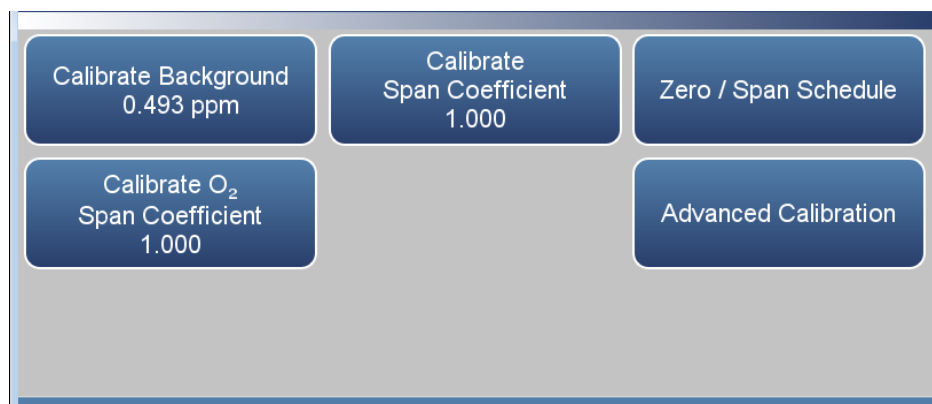 Calibrate Background
0.493 ppm
Calibrate
Span Coefficient
1.000
Zero / Span Schedule
Calibrate O₂
Span Coefficient
1.000
Advanced Calibration